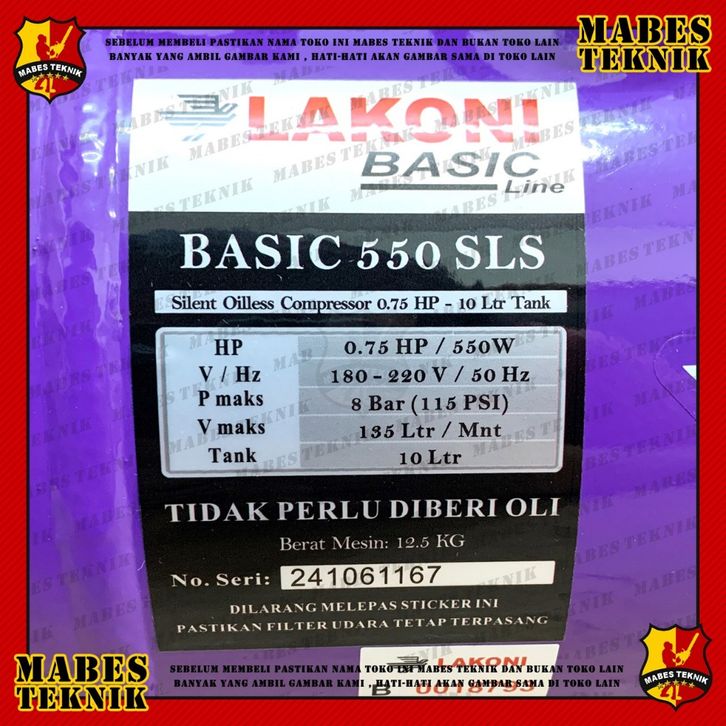 SEBELUM MEMBELI PASTIKAN NAMA TOKO INI MABES TEKNIK DAN BUKAN TOKO LAIN
BANYAK YANG AMBIL GAMBAR KAMI , HATI-HATI AKAN GAMBAR SAMA DI TOKO LAIN
MABES
TEKNIK
MABES TEKNIK
LAKONI
BASIC
Line
BASIC 550 SLS
Silent Oilless Compressor 0.75 HP - 10 Ltr Tank
HP 0.75 HP / 550W
V / Hz 180 - 220 V / 50 Hz
P maks 8 Bar (115 PSI)
V maks 135 Ltr / Mnt
Tank 10 Ltr
TIDAK PERLU DIBERI OLI
Berat Mesin: 12.5 KG
No. Seri: 241061167
DILARANG MELEPAS STICKER INI
PASTIKAN FILTER UDARA TETAP TERPASANG
LAKONI
B 0018793
MABES
TEKNIK
SEBELUM MEMBELI PASTIKAN NAMA TOKO INI MABES TEKNIK DAN BUKAN TOKO LAIN
BANYAK YANG AMBIL GAMBAR KAMI , HATI-HATI AKAN GAMBAR SAMA DI TOKO LAIN
MABES TEKNIK